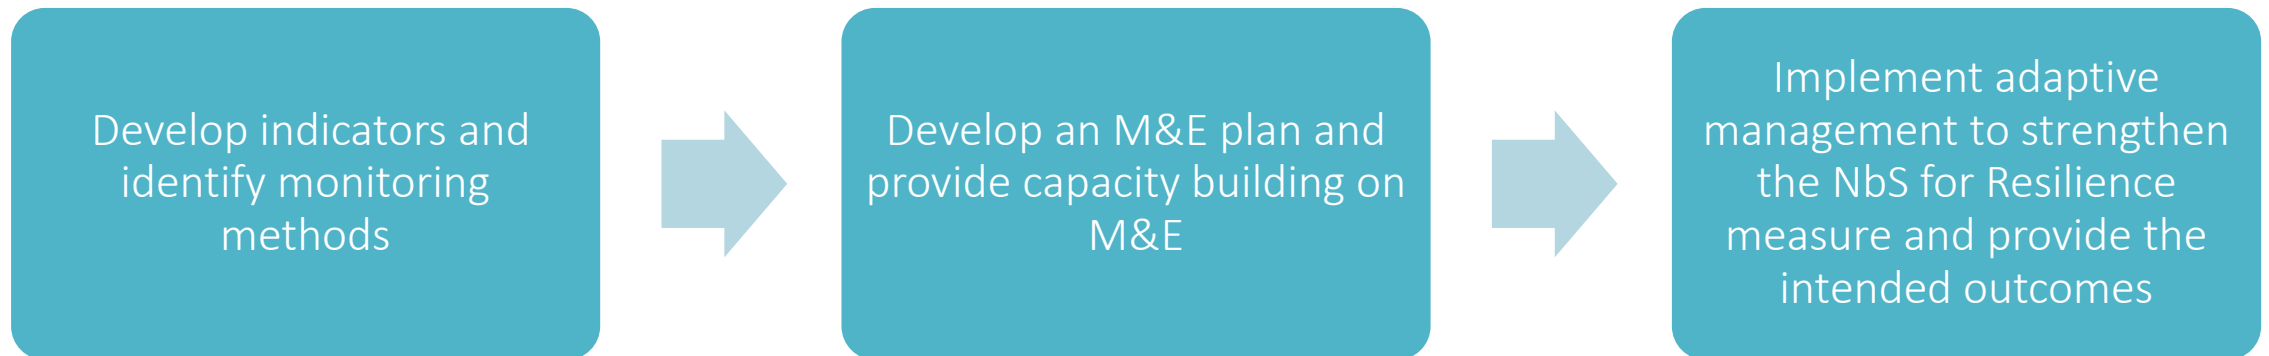 Develop indicators and
identify monitoring
methods
Develop an M&E plan and
provide capacity building on
M&E
Implement adaptive
management to strengthen
the NbS for Resilience
measure and provide the
intended outcomes